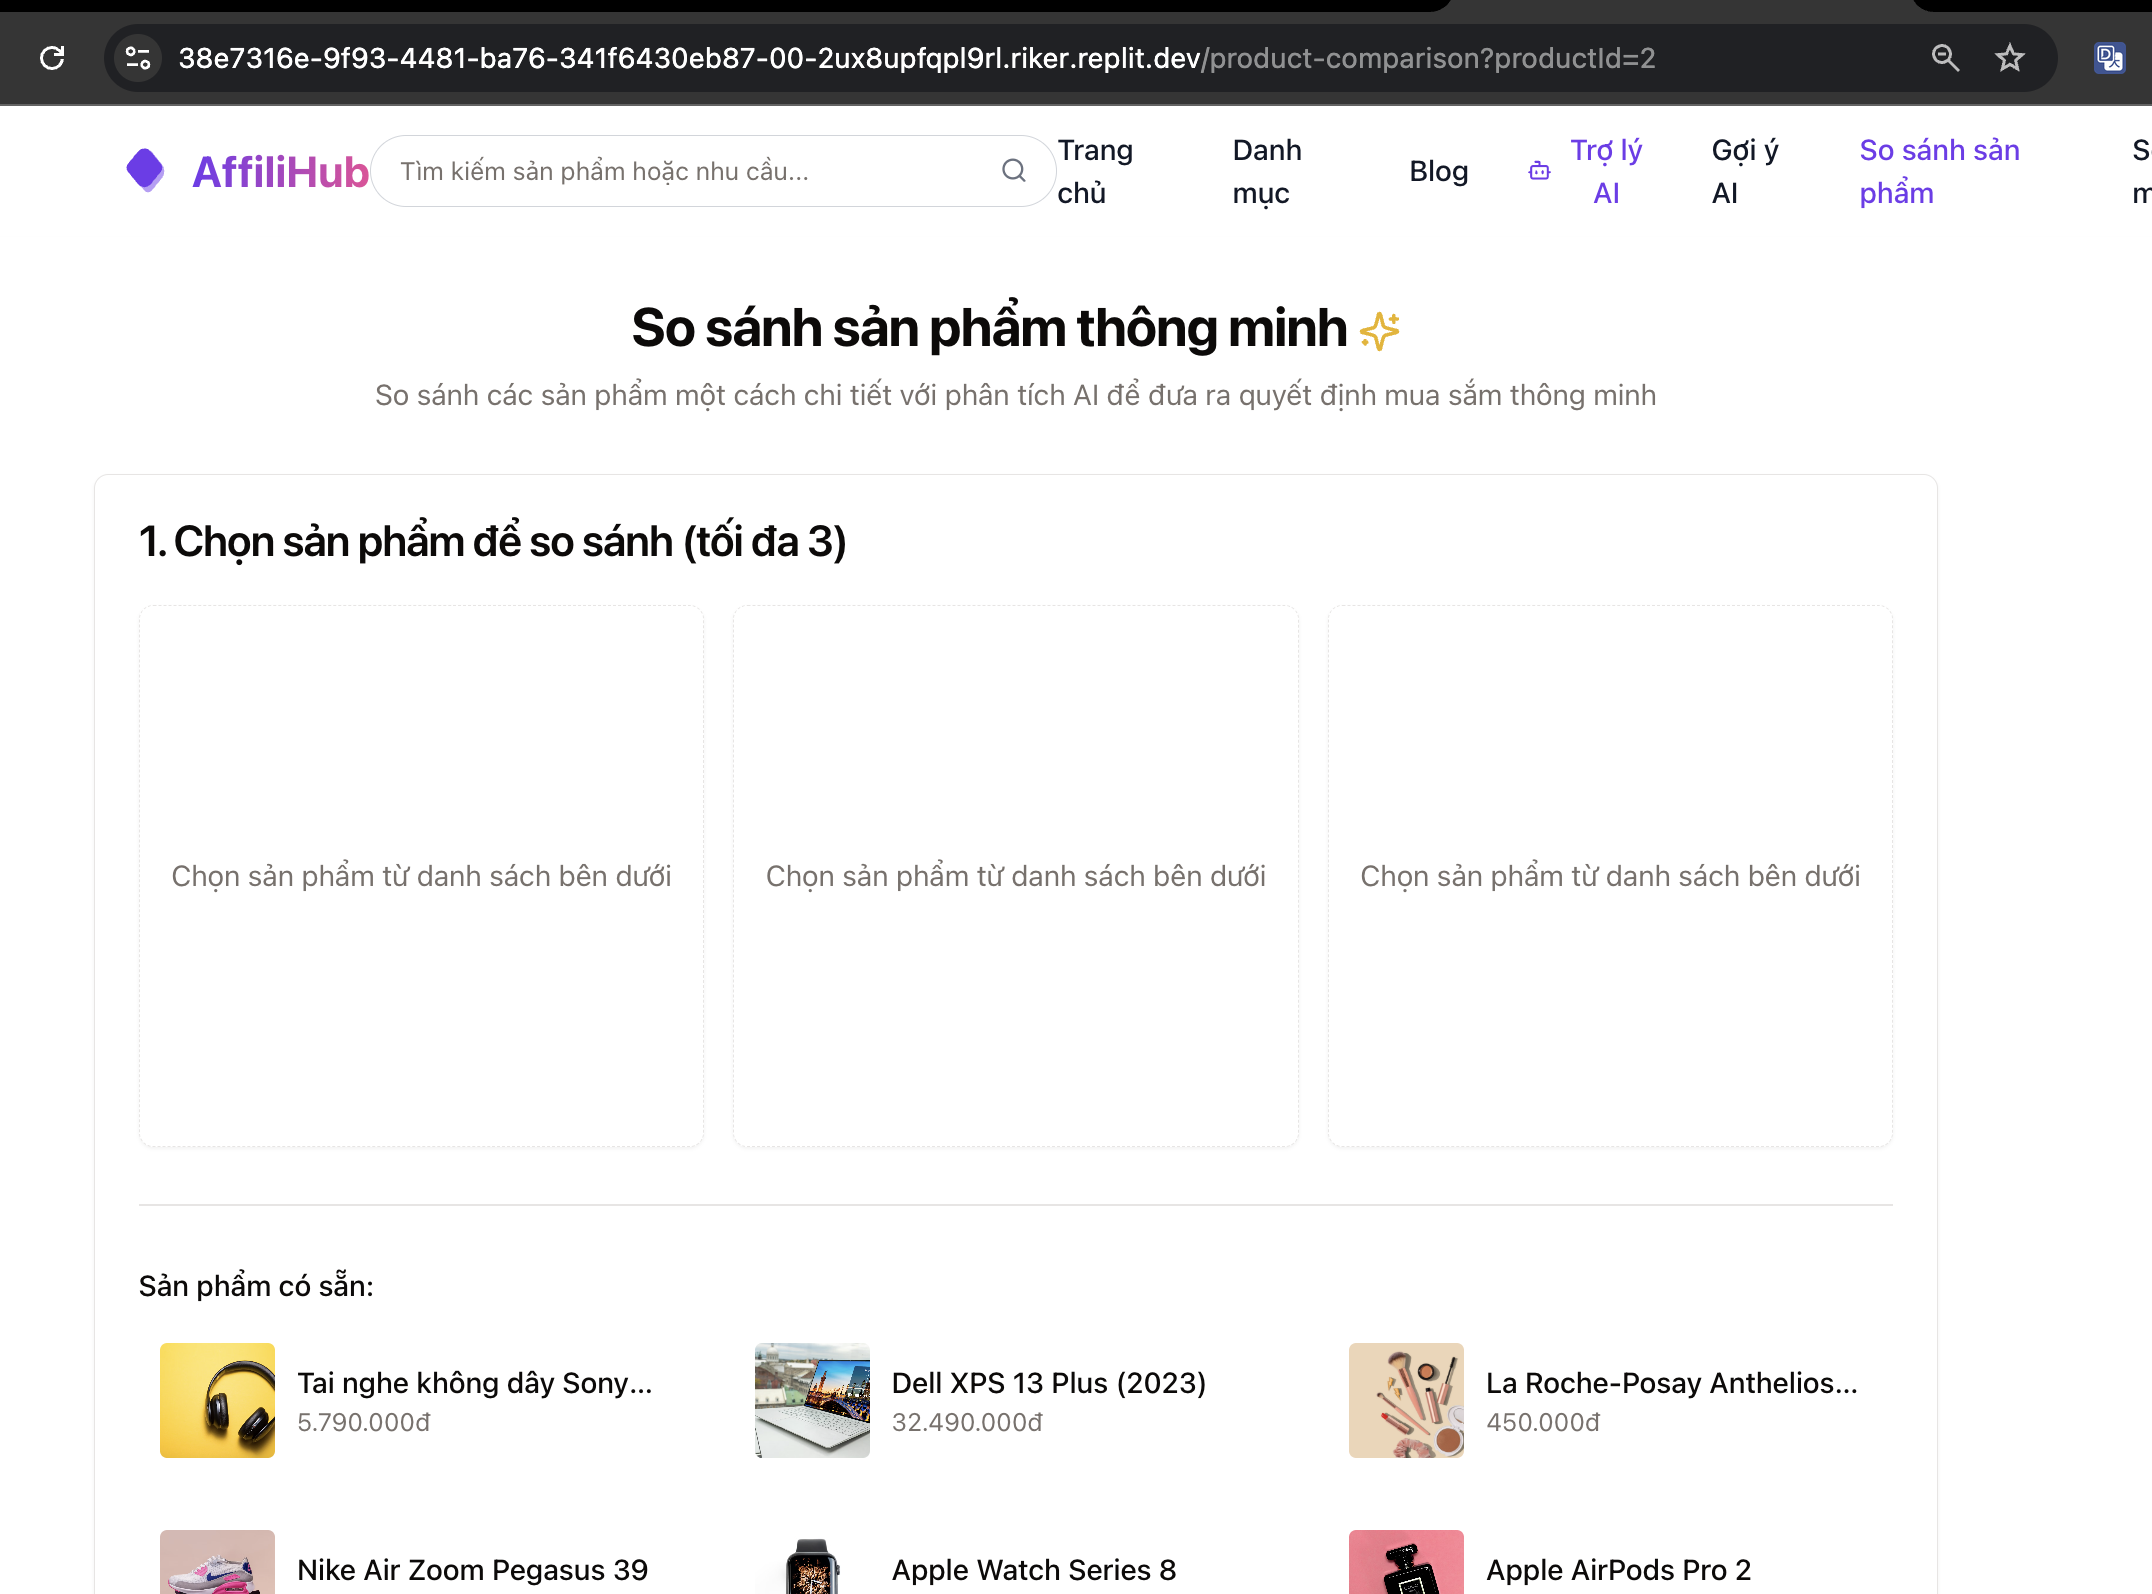 38e7316e-9f93-4481-ba76-341f6430eb87-00-2ux8upfqpl9rl.riker.replit.dev/product-comparison?productId=2
AffiliHub
Tìm kiếm sản phẩm hoặc nhu cầu...
Trang chủ
Danh mục
Blog
Trợ lý AI
Gợi ý AI
So sánh sản phẩm
So sánh sản phẩm thông minh
So sánh các sản phẩm một cách chi tiết với phân tích AI để đưa ra quyết định mua sắm thông minh
1. Chọn sản phẩm để so sánh (tối đa 3)
Chọn sản phẩm từ danh sách bên dưới
Chọn sản phẩm từ danh sách bên dưới
Chọn sản phẩm từ danh sách bên dưới
Sản phẩm có sẵn:
Tai nghe không dây Sony...
5.790.000đ
Dell XPS 13 Plus (2023)
32.490.000đ
La Roche-Posay Anthelios...
450.000đ
Nike Air Zoom Pegasus 39
Apple Watch Series 8
Apple AirPods Pro 2